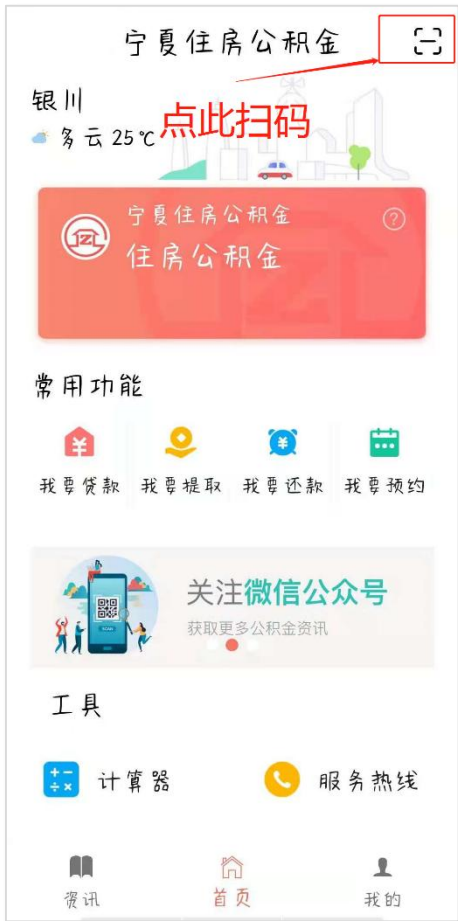 宁夏住房公积金
银川
多云 25℃
点此扫码
宁夏住房公积金
住房公积金
常用功能
我要贷款 我要提取 我要还款 我要预约
关注微信公众号
获取更多公积金资讯
工具
计算器 服务热线
资讯 首页 我的